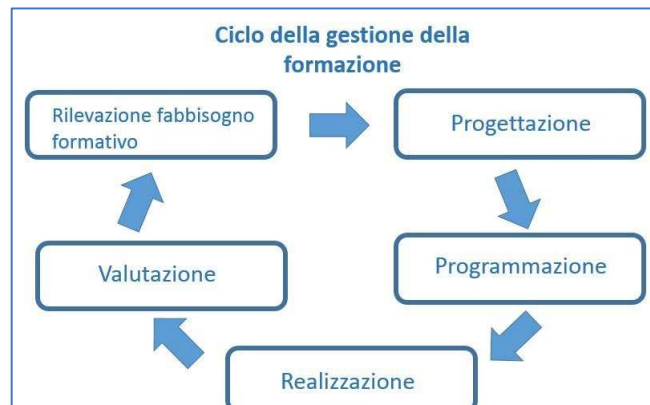 Ciclo della gestione della
formazione
Rilevazione fabbisogno
formativo
Progettazione
Programmazione
Realizzazione
Valutazione